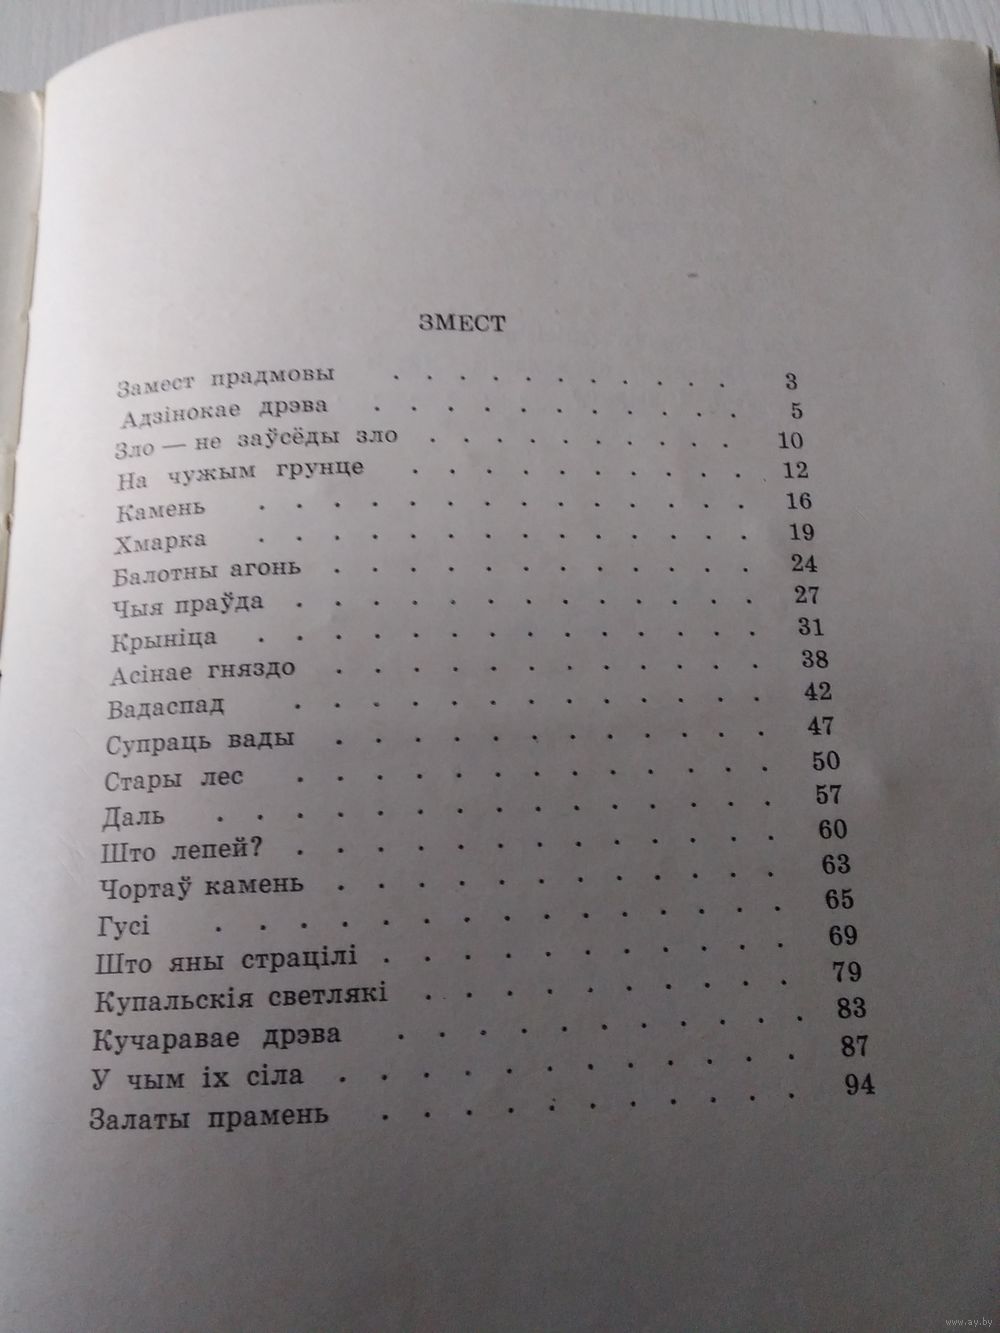 ЗМЕСТ
Замест прадмовы . . . . . . . . . . . 3
Адзінокае дрэва . . . . . . . . . . . 5
Зло — не заўсёды зло . . . . . . . . . 10
На чужым грунце . . . . . . . . . . 12
Камень . . . . . . . . . . . . . 16
Хмарка . . . . . . . . . . . . . 19
Балотны агонь . . . . . . . . . . . 24
Чыя праўда . . . . . . . . . . . . 27
Крыніца . . . . . . . . . . . . . 31
Асінае гняздо . . . . . . . . . . . 38
Вадаспад . . . . . . . . . . . . 42
Супраць вады . . . . . . . . . . . 47
Стары лес . . . . . . . . . . . . 50
Даль . . . . . . . . . . . . . . 57
Што лепей? . . . . . . . . . . . . 60
Чортаў камень . . . . . . . . . . . 63
Гусі . . . . . . . . . . . . . . 65
Што яны страцілі . . . . . . . . . . 69
Купальскія светлякі . . . . . . . . . 79
Кучаравае дрэва . . . . . . . . . . 83
У чым іх сіла . . . . . . . . . . . 87
Залаты прамень . . . . . . . . . . 94
www.ay.by